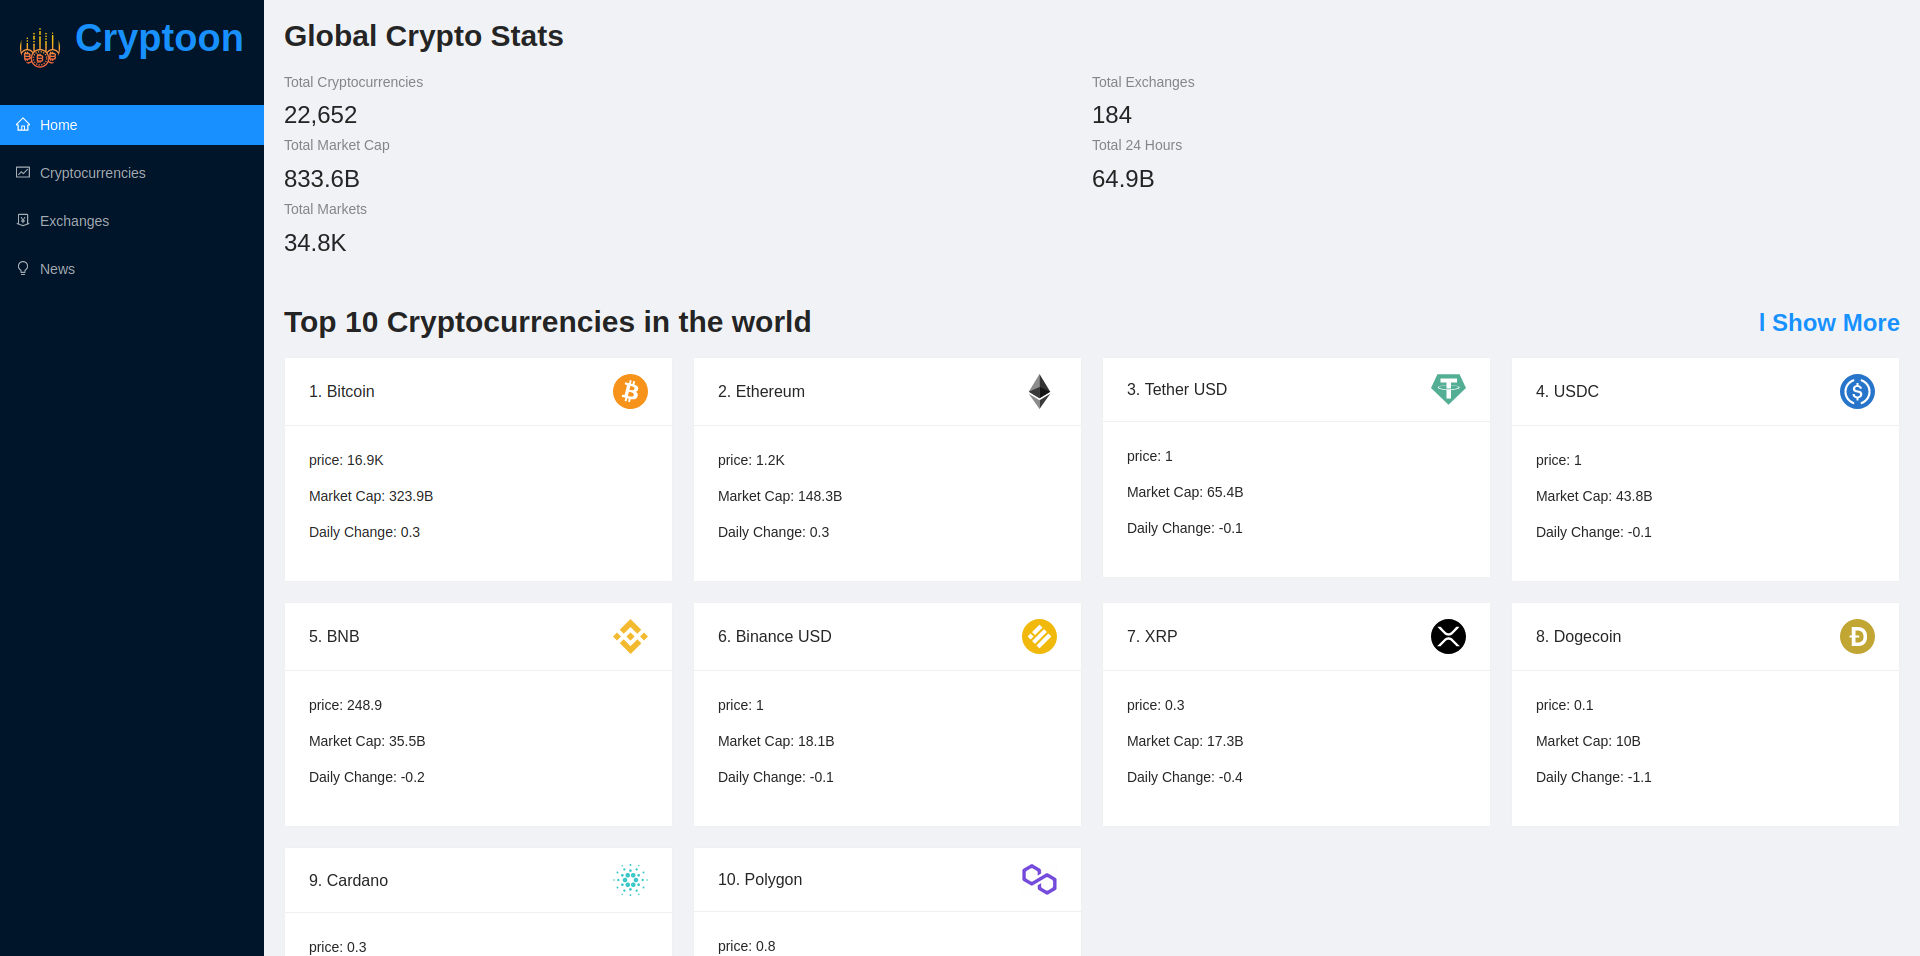 Cryptoon
Home
Cryptocurrencies
Exchanges
News
Global Crypto Stats
Total Cryptocurrencies
22,652
Total Exchanges
184
Total Market Cap
833.6B
Total 24 Hours
64.9B
Total Markets
34.8K
Top 10 Cryptocurrencies in the world
l Show More
1. Bitcoin
price: 16.9K
Market Cap: 323.9B
Daily Change: 0.3
2. Ethereum
price: 1.2K
Market Cap: 148.3B
Daily Change: 0.3
3. Tether USD
price: 1
Market Cap: 65.4B
Daily Change: -0.1
4. USDC
price: 1
Market Cap: 43.8B
Daily Change: -0.1
5. BNB
price: 248.9
Market Cap: 35.5B
Daily Change: -0.2
6. Binance USD
price: 1
Market Cap: 18.1B
Daily Change: -0.1
7. XRP
price: 0.3
Market Cap: 17.3B
Daily Change: -0.4
8. Dogecoin
price: 0.1
Market Cap: 10B
Daily Change: -1.1
9. Cardano
price: 0.3
10. Polygon
price: 0.8